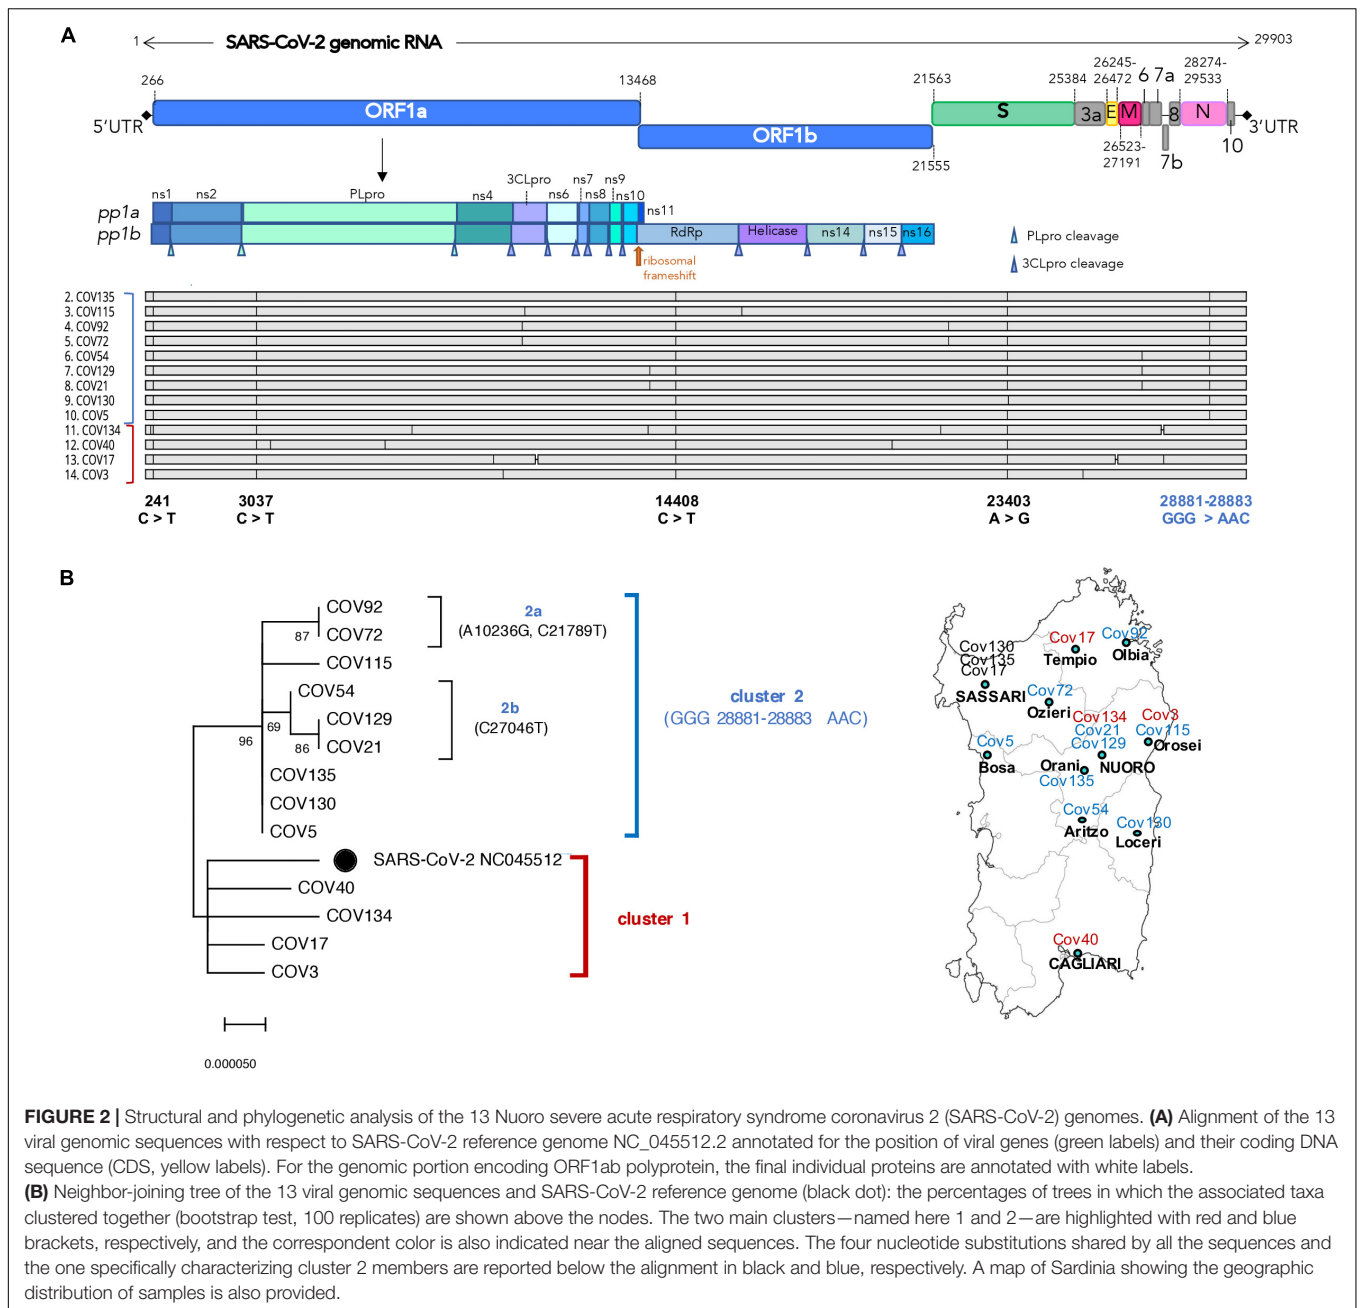 A
1
SARS-CoV-2 genomic RNA
29903
266
13468
21563
25384
26245-
26472
6
7a
28274-
29533
5'UTR
ORF1a
ORF1b
S
3a
E
M
8
N
3'UTR
21555
26523-
27191
7b
10
ns1
ns2
PLpro
ns4
3CLpro
ns6
ns7
ns8
ns9
ns10
pp1a
ns11
pp1b
RdRp
Helicase
ns14
ns15
ns16
ribosomal
frameshift
PLpro cleavage
3CLpro cleavage
2. COV135
3. COV115
4. COV92
5. COV72
6. COV54
7. COV129
8. COV21
9. COV130
10. COV5
11. COV134
12. COV40
13. COV17
14. COV3
241
C > T
3037
C > T
14408
C > T
23403
A > G
28881-28883
GGG > AAC
B
COV92
COV72
COV115
COV54
COV129
COV21
COV135
COV130
COV5
SARS-CoV-2 NC045512
COV40
COV134
COV17
COV3
87
69
96
86
2a
(A10236G, C21789T)
2b
(C27046T)
cluster 2
(GGG 28881-28883 AAC)
cluster 1
0.000050
Cov130
Cov135
Cov17
SASSARI
Cov17
Tempio
Cov92
Olbia
Cov72
Ozieri
Cov134
Cov21
Cov129
NUORO
Cov3
Cov115
Orosei
Cov5
Bosa
Orani
Cov135
Cov54
Aritzo
Cov130
Loceri
Cov40
CAGLIARI
FIGURE 2 | Structural and phylogenetic analysis of the 13 Nuoro severe acute respiratory syndrome coronavirus 2 (SARS-CoV-2) genomes. (A) Alignment of the 13
viral genomic sequences with respect to SARS-CoV-2 reference genome NC_045512.2 annotated for the position of viral genes (green labels) and their coding DNA
sequence (CDS, yellow labels). For the genomic portion encoding ORF1ab polyprotein, the final individual proteins are annotated with white labels.
(B) Neighbor-joining tree of the 13 viral genomic sequences and SARS-CoV-2 reference genome (black dot): the percentages of trees in which the associated taxa
clustered together (bootstrap test, 100 replicates) are shown above the nodes. The two main clusters—named here 1 and 2—are highlighted with red and blue
brackets, respectively, and the correspondent color is also indicated near the aligned sequences. The four nucleotide substitutions shared by all the sequences and
the one specifically characterizing cluster 2 members are reported below the alignment in black and blue, respectively. A map of Sardinia showing the geographic
distribution of samples is also provided.